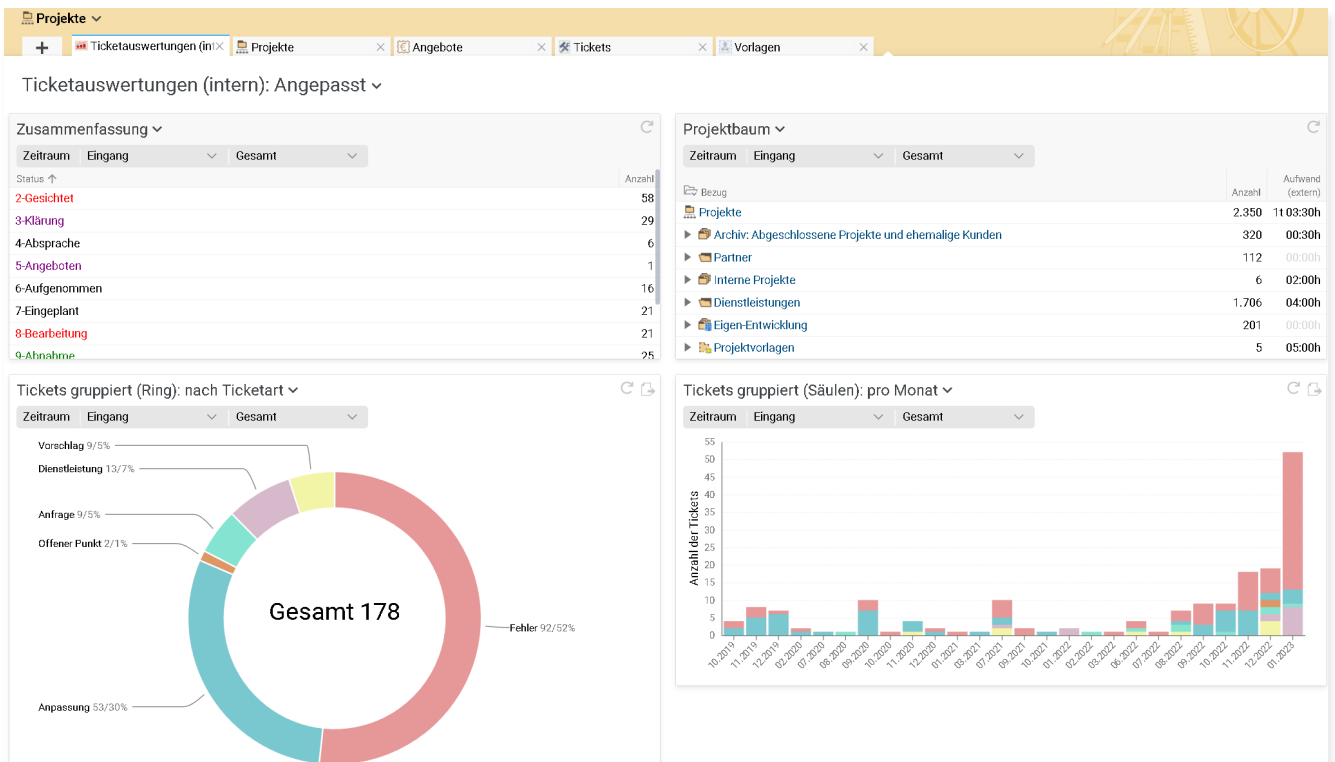 Projekte
Ticketauswertungen (int
Projekte
Angebote
Tickets
Vorlagen
Ticketauswertungen (intern): Angepasst
Zusammenfassung
Zeitraum Eingang Gesamt
Status Anzahl
2-Gesichtet 58
3-Klärung 29
4-Absprache 6
5-Angeboten 1
6-Aufgenommen 16
7-Eingeplant 21
8-Bearbeitung 21
9-Abnahme 25
Projektbaum
Zeitraum Eingang Gesamt
Bezug Anzahl Aufwand (extern)
Projekte 2.350 1t 03:30h
Archiv: Abgeschlossene Projekte und ehemalige Kunden 320 00:30h
Partner 112 00:00h
Interne Projekte 6 02:00h
Dienstleistungen 1.706 04:00h
Eigen-Entwicklung 201 00:00h
Projektvorlagen 5 05:00h
Tickets gruppiert (Ring): nach Ticketart
Zeitraum Eingang Gesamt
Vorschlag 9/5%
Dienstleistung 13/7%
Anfrage 9/5%
Offener Punkt 2/1%
Gesamt 178
Fehler 92/52%
Anpassung 53/30%
Tickets gruppiert (Säulen): pro Monat
Zeitraum Eingang Gesamt
Anzahl der Tickets
55
50
45
40
35
30
25
20
15
10
5
0
10.2019
11.2019
12.2019
02.2020
07.2020
08.2020
09.2020
10.2020
11.2020
12.2020
01.2021
03.2021
07.2021
09.2021
10.2021
01.2022
02.2022
03.2022
06.2022
07.2022
08.2022
09.2022
10.2022
11.2022
12.2022
01.2023